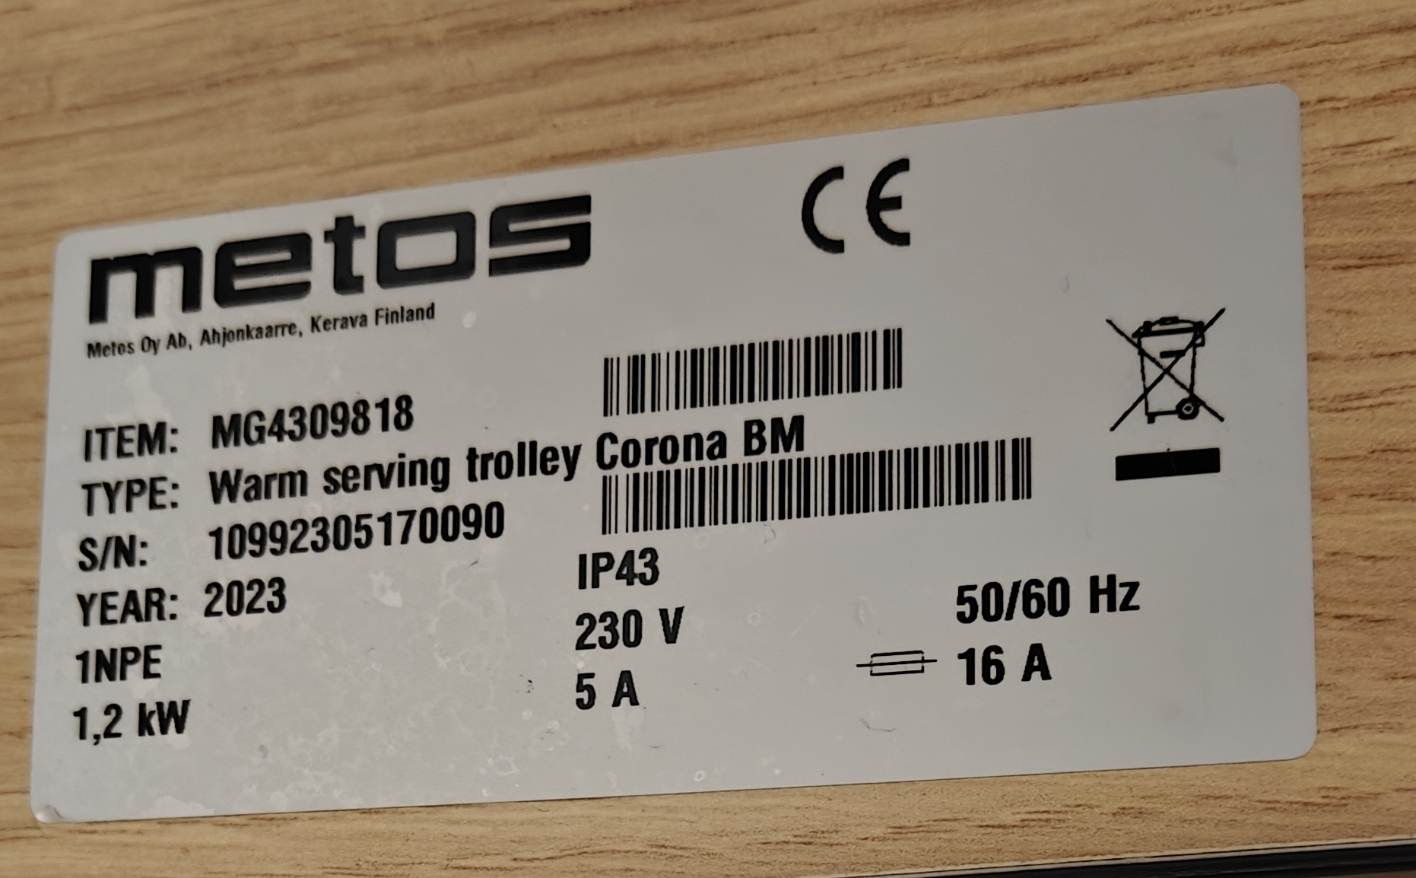 metos
CE
Metos Oy Ab, Ahjonkaarre, Kerava Finland
ITEM: MG4309818
TYPE: Warm serving trolley Corona BM
S/N: 10992305170090
YEAR: 2023
IP43
1NPE
230 V
50/60 Hz
1,2 kW
5 A
16 A